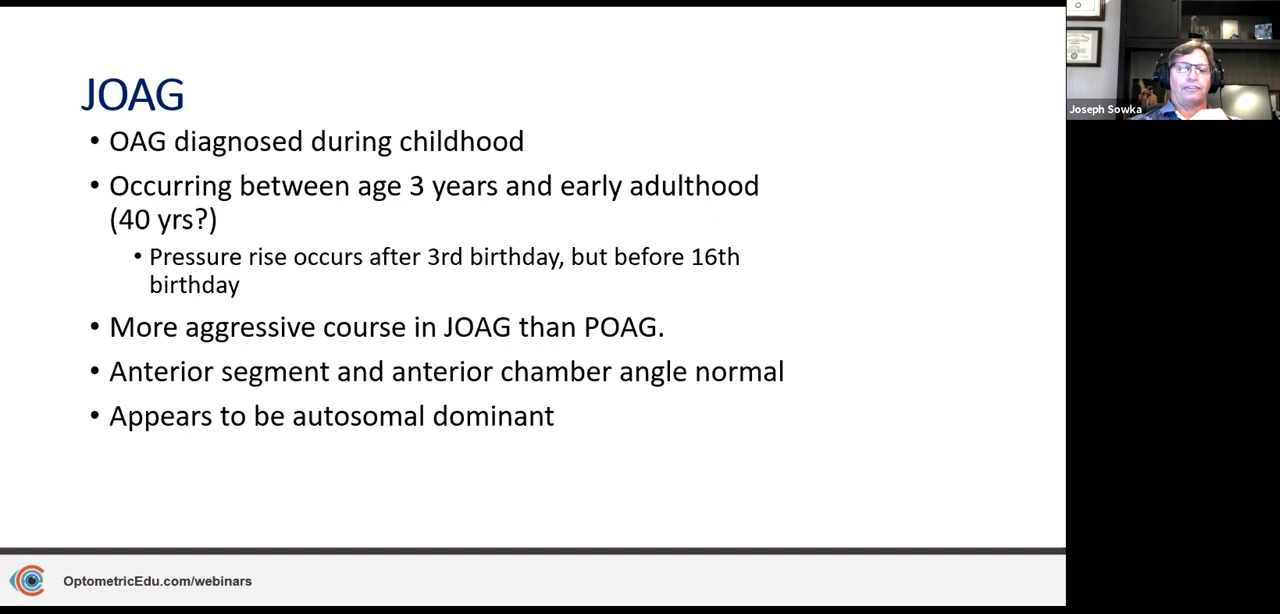 JOAG
• OAG diagnosed during childhood
• Occurring between age 3 years and early adulthood
(40 yrs?)
• Pressure rise occurs after 3rd birthday, but before 16th
birthday
• More aggressive course in JOAG than POAG.
• Anterior segment and anterior chamber angle normal
• Appears to be autosomal dominant
OptometricEdu.com/webinars
Joseph Sowka